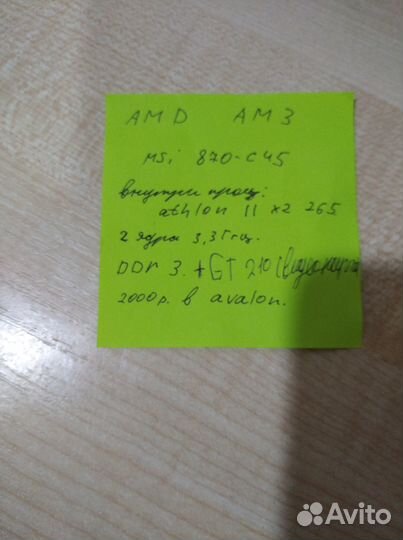 AMD AM3
MSi 870-C45
внутри проц:
athlon II x2 265
2 ядра 3,3Ггц.
DDr 3. + GT 210 (видеокарта
2000р. в avalon.
Avito